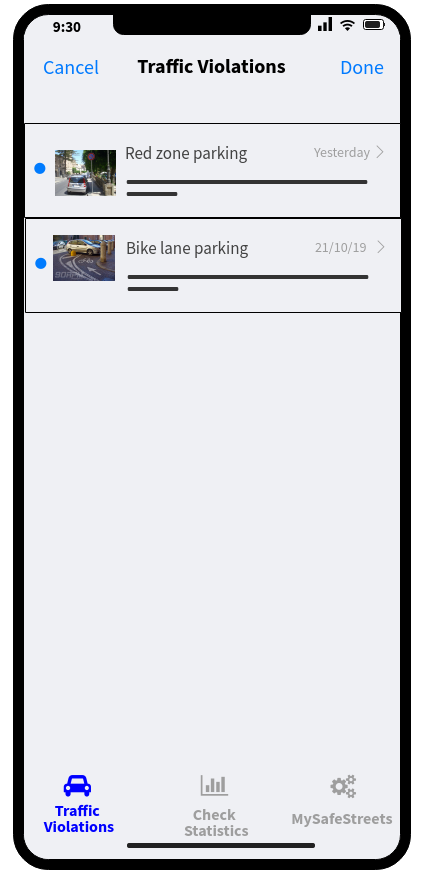 9:30
Cancel Traffic Violations Done
Red zone parking Yesterday
Bike lane parking 21/10/19
Traffic
Violations
Check
Statistics
MySafeStreets